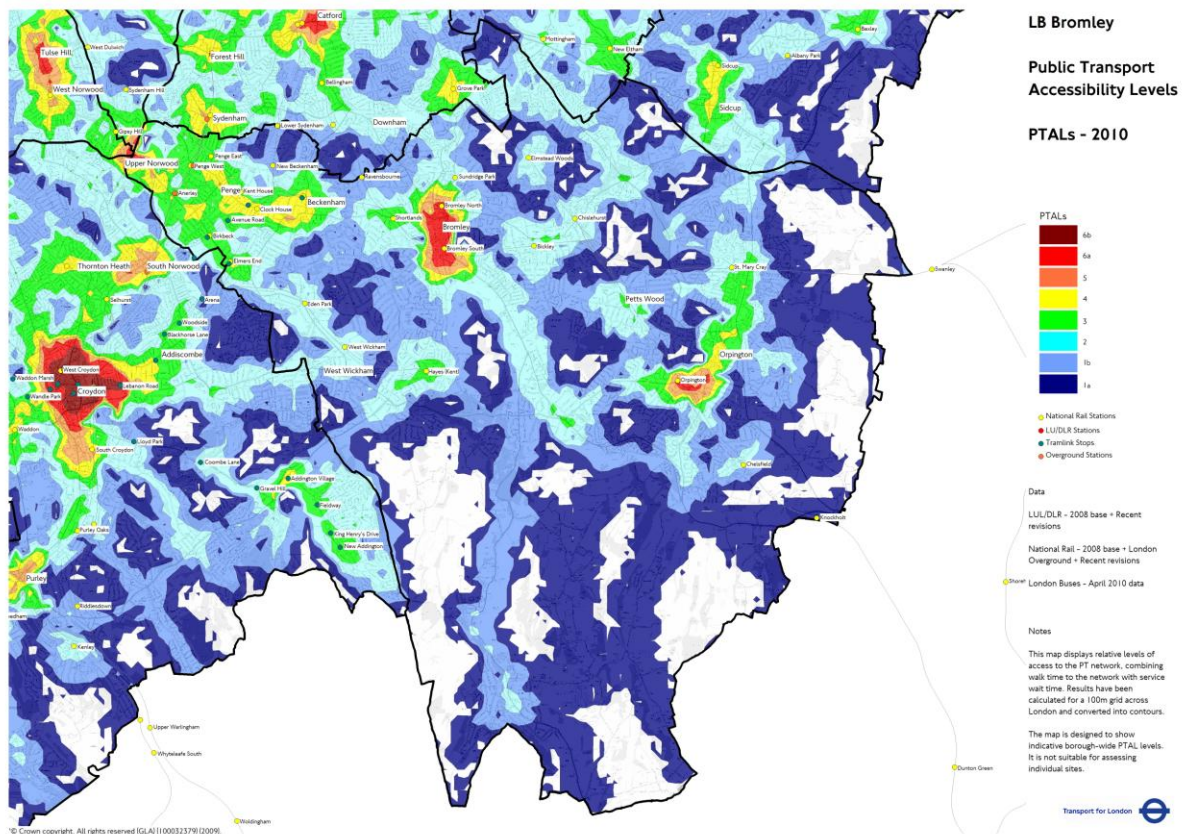 LB Bromley
Public Transport
Accessibility Levels
PTALs - 2010
PTALs
6b
6a
5
4
3
2
1b
1a
National Rail Stations
LU/DLR Stations
Tramlink Stops
Overground Stations
Data
LUL/DLR - 2008 base + Recent
revisions
National Rail - 2008 base + London
Overground + Recent revisions
London Buses - April 2010 data
Notes
This map displays relative levels of
access to the PT network, combining
walk time to the network with service
wait time. Results have been
calculated for a 100m grid across
London and converted into contours.
The map is designed to show
indicative borough-wide PTAL levels.
It is not suitable for assessing
individual sites.
Transport for London
Catford
Tulse Hill
West Dulwich
Forest Hill
Mottingham
New Eltham
Bexley
Albany Park
Sidcup
Sidcup
West Norwood
Sydenham Hill
Bellingham
Grove Park
Sydenham
Lower Sydenham
Downham
Gipsy Hill
Upper Norwood
Penge East
Penge West
New Beckenham
Ravensbourne
Elmstead Woods
Sundridge Park
Anerley
Penge
Kent House
Beckenham
Clock House
Avenue Road
Birkbeck
Elmers End
Shortlands
Bromley North
Bromley
Bromley South
Chislehurst
Bickley
St. Mary Cray
Swanley
Thornton Heath
South Norwood
Selhurst
Arena
Eden Park
Petts Wood
Woodside
Blackhorse Lane
Addiscombe
West Wickham
West Wickham
Hayes (Kent)
Orpington
Orpington
West Croydon
Waddon Marsh
Lebanon Road
Croydon
Wandle Park
Waddon
South Croydon
Lloyd Park
Coombe Lane
Addington Village
Gravel Hill
Fieldway
King Henry's Drive
New Addington
Chelsfield
Knockholt
Purley Oaks
Purley
Riddlesdown
eedham
Kenley
Upper Warlingham
Whyteleafe South
Woldingham
Dunton Green
Shoret
© Crown copyright. All rights reserved (GLA) (100032379) (2009).